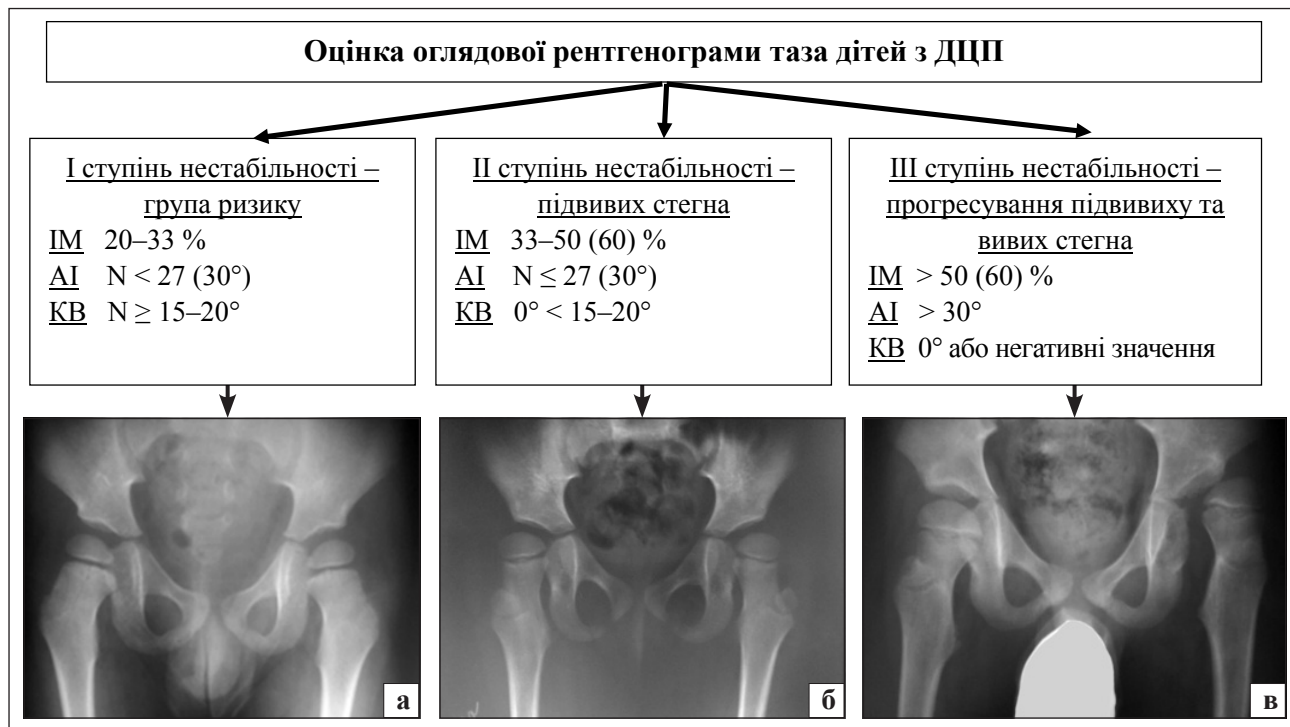 Оцінка оглядової рентгенограми таза дітей з ДЦП
І ступінь нестабільності –
група ризику
ІМ 20–33 %
АІ N < 27 (30°)
КВ N ≥ 15–20°
ІІ ступінь нестабільності –
підвивих стегна
ІМ 33–50 (60) %
АІ N ≤ 27 (30°)
КВ 0° < 15–20°
ІІІ ступінь нестабільності –
прогресування підвивиху та
вивих стегна
ІМ > 50 (60) %
АІ > 30°
КВ 0° або негативні значення
а
б
в